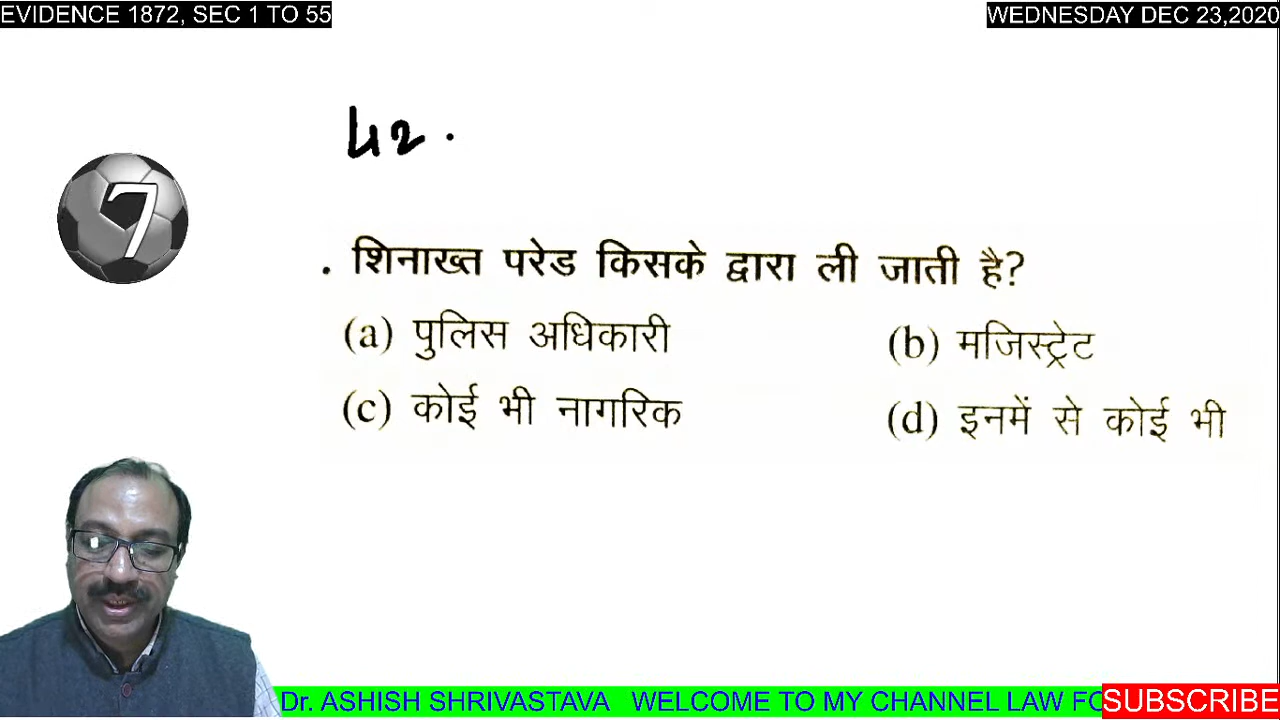 EVIDENCE 1872, SEC 1 TO 55
WEDNESDAY DEC 23,2020
42.
7
. शिनाख्त परेड किसके द्वारा ली जाती है?
(a) पुलिस अधिकारी
(b) मजिस्ट्रेट
(c) कोई भी नागरिक
(d) इनमें से कोई भी
Dr. ASHISH SHRIVASTAVA WELCOME TO MY CHANNEL LAW FO
SUBSCRIBE